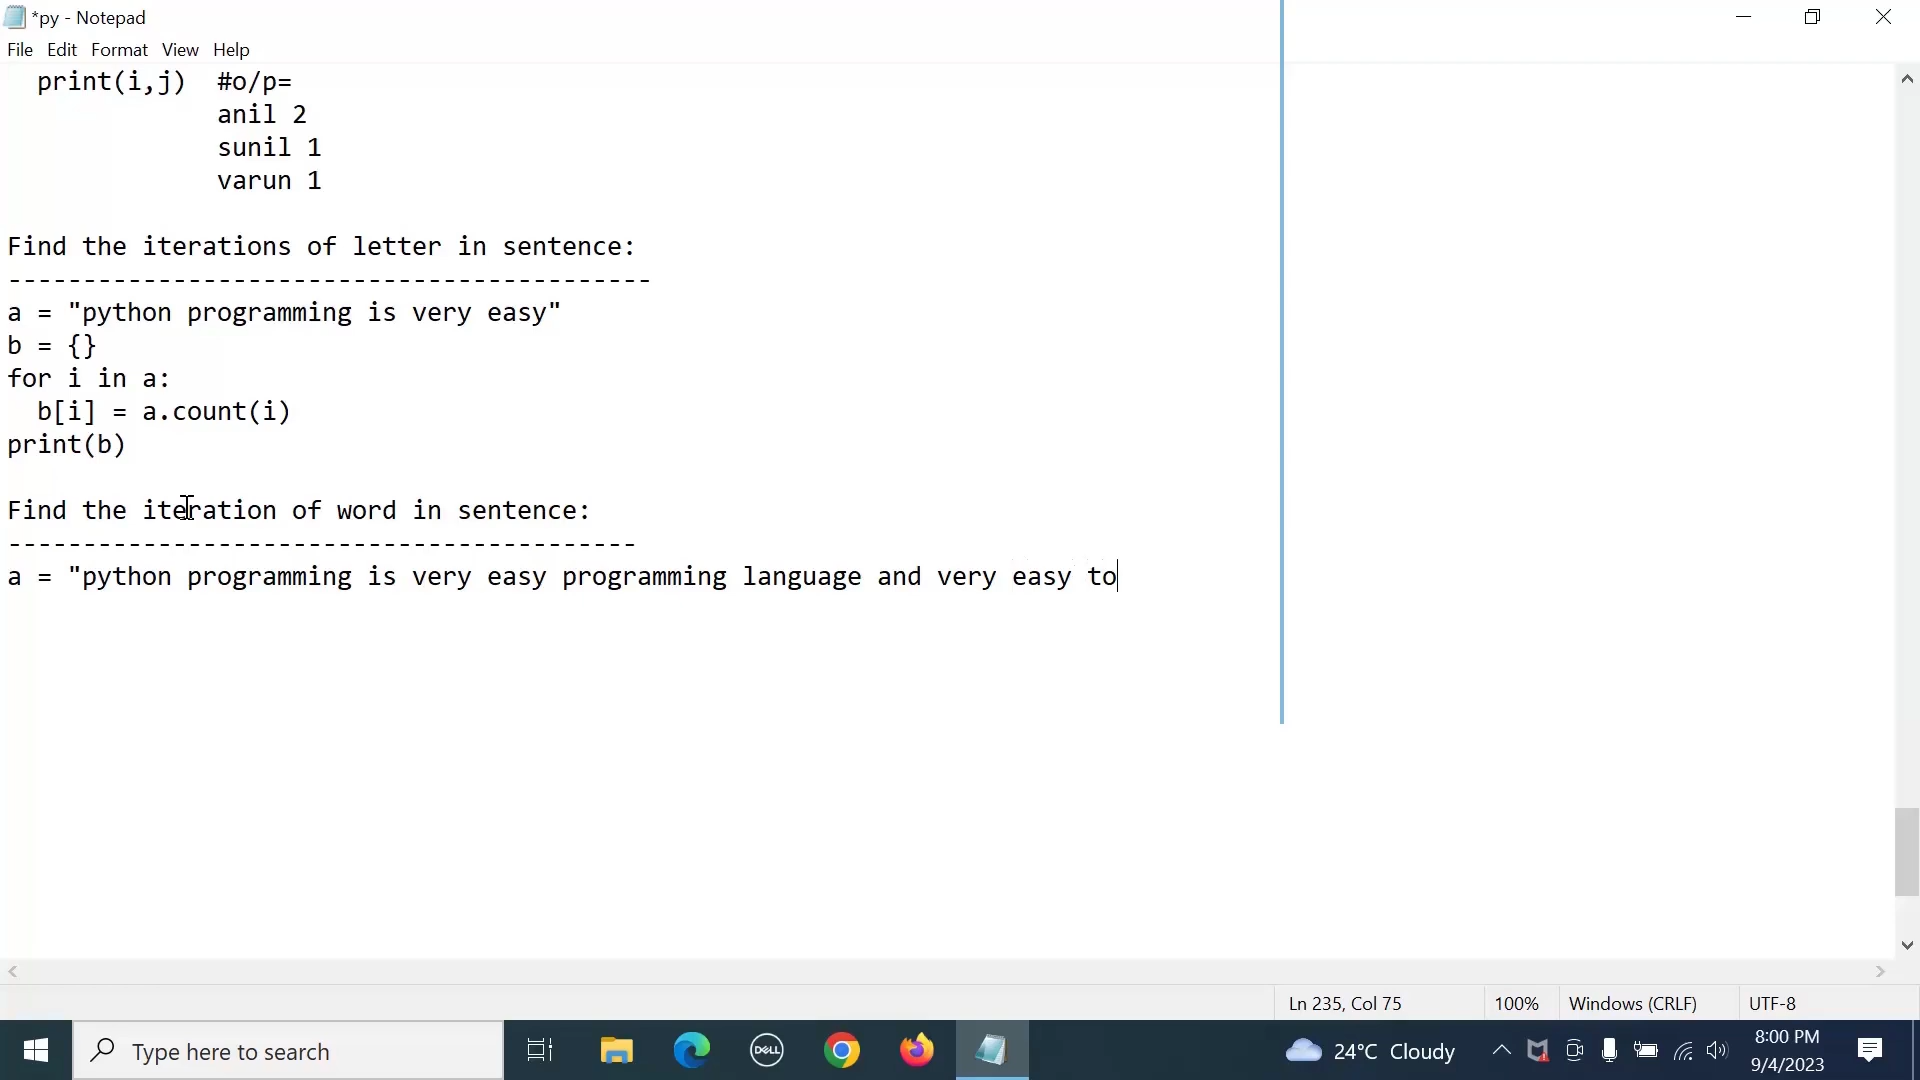 *py - Notepad
File Edit Format View Help
  print(i,j)  #o/p=
              anil 2
              sunil 1
              varun 1
Find the iterations of letter in sentence:
-------------------------------------------
a = "python programming is very easy"
b = {}
for i in a:
  b[i] = a.count(i)
print(b)
Find the iteration of word in sentence:
------------------------------------------
a = "python programming is very easy programming language and very easy to
Ln 235, Col 75 100% Windows (CRLF) UTF-8
Type here to search
DELL
24°C Cloudy
8:00 PM
9/4/2023